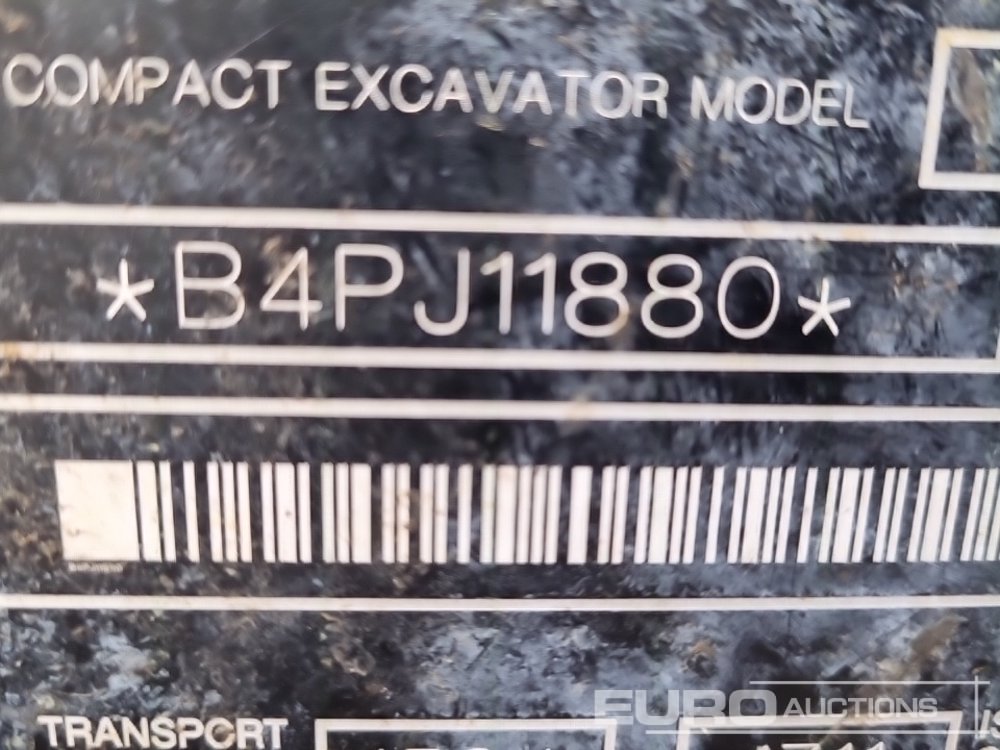 COMPACT EXCAVATOR MODEL
*B4PJ11880*
TRANSPORT
EURO AUCTIONS